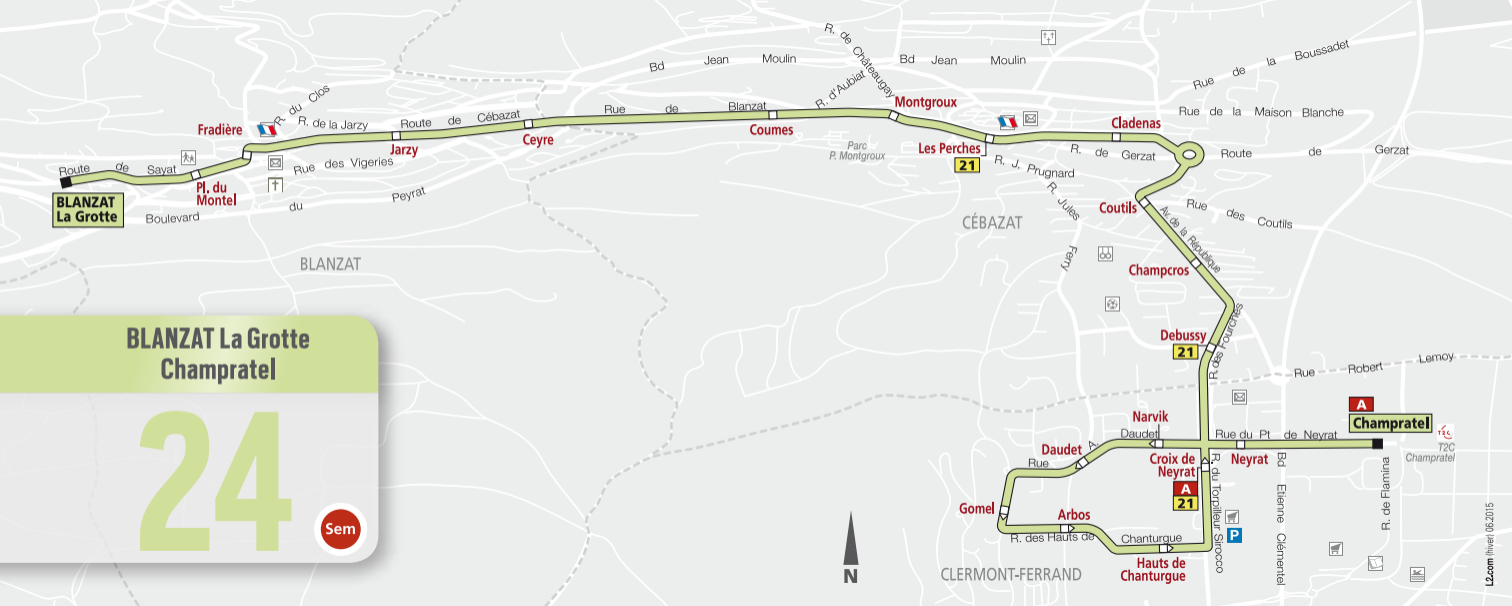 R. de Châteaugay
Bd Jean Moulin
Bd Jean Moulin
Rue de la Boussadet
R. du Clos
R. d'Aubiat
Montgroux
Rue de la Maison Blanche
Fradière
R. de la Jarzy
Route de Cébazat
Rue de Blanzat
Cladenas
Jarzy
Ceyre
Coumes
Parc
P. Montgroux
Les Perches
21
R. de Gerzat
Route de Gerzat
Route de Sayat
Rue des Vigeries
R. J. Prugnard
BLANZAT
La Grotte
Pl. du
Montel
Boulevard du Peyrat
R. Jules Ferry
Coutils
Rue des Coutils
CÉBAZAT
Av. de la République
BLANZAT
Champcros
BLANZAT La Grotte
Champratel
24
Sem
Debussy
21
R. des Fourches
Rue Robert Lemoy
A
Champratel
T2C
T2C
Champratel
Narvik
Rue A. Daudet
Rue du Pt de Neyrat
Daudet
Croix de
Neyrat
A
21
Neyrat
Gomel
Arbos
R. des Hauts de Chanturgue
Hauts de
Chanturgue
R. du Torpilleur Sirocco
P
Bd Etienne Clémentel
R. de Flamina
N
CLERMONT-FERRAND
L2.com (hiver) 06.2015